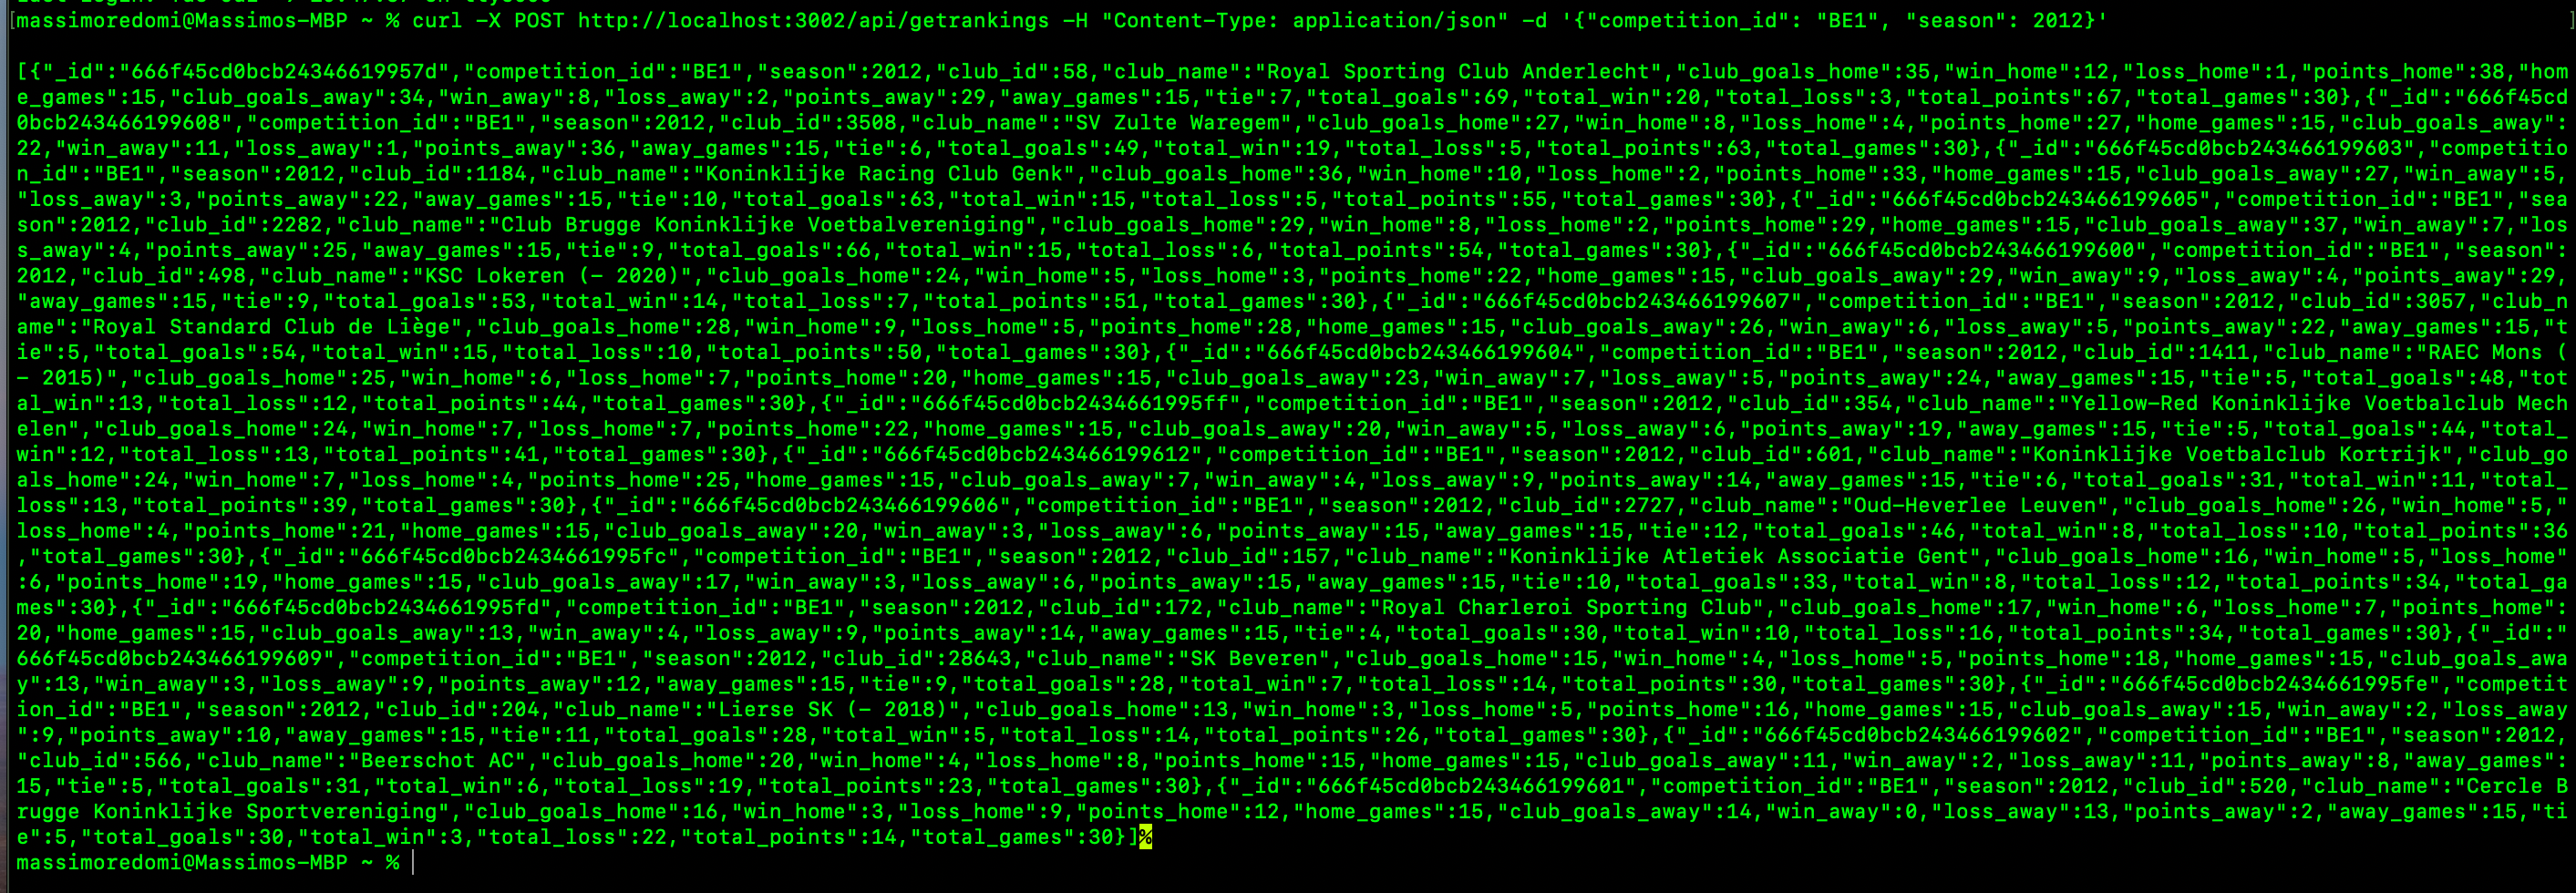 [massimoredomi@Massimos-MBP ~ % curl -X POST http://localhost:3002/api/getrankings -H "Content-Type: application/json" -d '{"competition_id": "BE1", "season": 2012}' ]
[{"_id":"666f45cd0bcb24346619957d","competition_id":"BE1","season":2012,"club_id":58,"club_name":"Royal Sporting Club Anderlecht","club_goals_home":35,"win_home":12,"loss_home":1,"points_home":38,"hom
e_games":15,"club_goals_away":34,"win_away":8,"loss_away":2,"points_away":29,"away_games":15,"tie":7,"total_goals":69,"total_win":20,"total_loss":3,"total_points":67,"total_games":30},{"_id":"666f45cd
0bcb243466199608","competition_id":"BE1","season":2012,"club_id":3508,"club_name":"SV Zulte Waregem","club_goals_home":27,"win_home":8,"loss_home":4,"points_home":27,"home_games":15,"club_goals_away":
22,"win_away":11,"loss_away":1,"points_away":36,"away_games":15,"tie":6,"total_goals":49,"total_win":19,"total_loss":5,"total_points":63,"total_games":30},{"_id":"666f45cd0bcb243466199603","competitio
n_id":"BE1","season":2012,"club_id":1184,"club_name":"Koninklijke Racing Club Genk","club_goals_home":36,"win_home":10,"loss_home":2,"points_home":33,"home_games":15,"club_goals_away":27,"win_away":5,
"loss_away":3,"points_away":22,"away_games":15,"tie":10,"total_goals":63,"total_win":15,"total_loss":5,"total_points":55,"total_games":30},{"_id":"666f45cd0bcb243466199605","competition_id":"BE1","sea
son":2012,"club_id":2282,"club_name":"Club Brugge Koninklijke Voetbalvereniging","club_goals_home":29,"win_home":8,"loss_home":2,"points_home":29,"home_games":15,"club_goals_away":37,"win_away":7,"los
s_away":4,"points_away":25,"away_games":15,"tie":9,"total_goals":66,"total_win":15,"total_loss":6,"total_points":54,"total_games":30},{"_id":"666f45cd0bcb243466199600","competition_id":"BE1","season":
2012,"club_id":498,"club_name":"KSC Lokeren (- 2020)","club_goals_home":24,"win_home":5,"loss_home":3,"points_home":22,"home_games":15,"club_goals_away":29,"win_away":9,"loss_away":4,"points_away":29,
"away_games":15,"tie":9,"total_goals":53,"total_win":14,"total_loss":7,"total_points":51,"total_games":30},{"_id":"666f45cd0bcb243466199607","competition_id":"BE1","season":2012,"club_id":3057,"club_n
ame":"Royal Standard Club de Liège","club_goals_home":28,"win_home":9,"loss_home":5,"points_home":28,"home_games":15,"club_goals_away":26,"win_away":6,"loss_away":5,"points_away":22,"away_games":15,"t
ie":5,"total_goals":54,"total_win":15,"total_loss":10,"total_points":50,"total_games":30},{"_id":"666f45cd0bcb243466199604","competition_id":"BE1","season":2012,"club_id":1411,"club_name":"RAEC Mons (
- 2015)","club_goals_home":25,"win_home":6,"loss_home":7,"points_home":20,"home_games":15,"club_goals_away":23,"win_away":7,"loss_away":5,"points_away":24,"away_games":15,"tie":5,"total_goals":48,"tot
al_win":13,"total_loss":12,"total_points":44,"total_games":30},{"_id":"666f45cd0bcb2434661995ff","competition_id":"BE1","season":2012,"club_id":354,"club_name":"Yellow-Red Koninklijke Voetbalclub Mech
elen","club_goals_home":24,"win_home":7,"loss_home":7,"points_home":22,"home_games":15,"club_goals_away":20,"win_away":5,"loss_away":6,"points_away":19,"away_games":15,"tie":5,"total_goals":44,"total_
win":12,"total_loss":13,"total_points":41,"total_games":30},{"_id":"666f45cd0bcb243466199612","competition_id":"BE1","season":2012,"club_id":601,"club_name":"Koninklijke Voetbalclub Kortrijk","club_go
als_home":24,"win_home":7,"loss_home":4,"points_home":25,"home_games":15,"club_goals_away":7,"win_away":4,"loss_away":9,"points_away":14,"away_games":15,"tie":6,"total_goals":31,"total_win":11,"total_
loss":13,"total_points":39,"total_games":30},{"_id":"666f45cd0bcb243466199606","competition_id":"BE1","season":2012,"club_id":2727,"club_name":"Oud-Heverlee Leuven","club_goals_home":26,"win_home":5,"
loss_home":4,"points_home":21,"home_games":15,"club_goals_away":20,"win_away":3,"loss_away":6,"points_away":15,"away_games":15,"tie":12,"total_goals":46,"total_win":8,"total_loss":10,"total_points":36
,"total_games":30},{"_id":"666f45cd0bcb2434661995fc","competition_id":"BE1","season":2012,"club_id":157,"club_name":"Koninklijke Atletiek Associatie Gent","club_goals_home":16,"win_home":5,"loss_home"
:6,"points_home":19,"home_games":15,"club_goals_away":17,"win_away":3,"loss_away":6,"points_away":15,"away_games":15,"tie":10,"total_goals":33,"total_win":8,"total_loss":12,"total_points":34,"total_ga
mes":30},{"_id":"666f45cd0bcb2434661995fd","competition_id":"BE1","season":2012,"club_id":172,"club_name":"Royal Charleroi Sporting Club","club_goals_home":17,"win_home":6,"loss_home":7,"points_home":
20,"home_games":15,"club_goals_away":13,"win_away":4,"loss_away":9,"points_away":14,"away_games":15,"tie":4,"total_goals":30,"total_win":10,"total_loss":16,"total_points":34,"total_games":30},{"_id":"
666f45cd0bcb243466199609","competition_id":"BE1","season":2012,"club_id":28643,"club_name":"SK Beveren","club_goals_home":15,"win_home":4,"loss_home":5,"points_home":18,"home_games":15,"club_goals_awa
y":13,"win_away":3,"loss_away":9,"points_away":12,"away_games":15,"tie":9,"total_goals":28,"total_win":7,"total_loss":14,"total_points":30,"total_games":30},{"_id":"666f45cd0bcb2434661995fe","competit
ion_id":"BE1","season":2012,"club_id":204,"club_name":"Lierse SK (- 2018)","club_goals_home":13,"win_home":3,"loss_home":5,"points_home":16,"home_games":15,"club_goals_away":15,"win_away":2,"loss_away
":9,"points_away":10,"away_games":15,"tie":11,"total_goals":28,"total_win":5,"total_loss":14,"total_points":26,"total_games":30},{"_id":"666f45cd0bcb243466199602","competition_id":"BE1","season":2012,
"club_id":566,"club_name":"Beerschot AC","club_goals_home":20,"win_home":4,"loss_home":8,"points_home":15,"home_games":15,"club_goals_away":11,"win_away":2,"loss_away":11,"points_away":8,"away_games":
15,"tie":5,"total_goals":31,"total_win":6,"total_loss":19,"total_points":23,"total_games":30},{"_id":"666f45cd0bcb243466199601","competition_id":"BE1","season":2012,"club_id":520,"club_name":"Cercle B
rugge Koninklijke Sportvereniging","club_goals_home":16,"win_home":3,"loss_home":9,"points_home":12,"home_games":15,"club_goals_away":14,"win_away":0,"loss_away":13,"points_away":2,"away_games":15,"ti
e":5,"total_goals":30,"total_win":3,"total_loss":22,"total_points":14,"total_games":30}]%
massimoredomi@Massimos-MBP ~ %